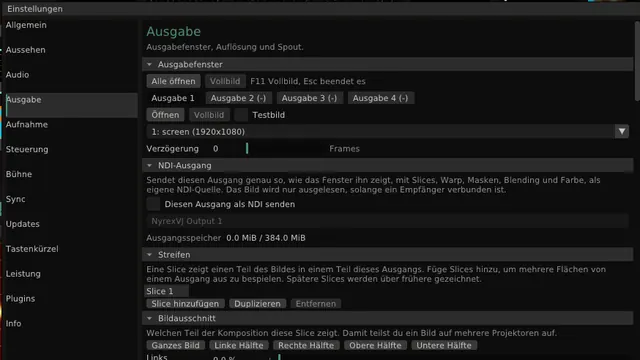 Einstellungen
Allgemein
Aussehen
Audio
Ausgabe
Aufnahme
Steuerung
Bühne
Sync
Updates
Tastenkürzel
Leistung
Plugins
Info
Ausgabe
Ausgabefenster, Auflösung und Spout.
Ausgabefenster
Alle öffnen Vollbild F11 Vollbild, Esc beendet es
Ausgabe 1 Ausgabe 2 (-) Ausgabe 3 (-) Ausgabe 4 (-)
Öffnen Vollbild Testbild
1: screen (1920x1080)
Verzögerung 0 Frames
NDI-Ausgang
Sendet diesen Ausgang genau so, wie das Fenster ihn zeigt, mit Slices, Warp, Masken, Blending und Farbe, als
eigene NDI-Quelle. Das Bild wird nur ausgelesen, solange ein Empfänger verbunden ist.
Diesen Ausgang als NDI senden
NyrexVJ Output 1
Ausgangsspeicher 0.0 MiB / 384.0 MiB
Streifen
Eine Slice zeigt einen Teil des Bildes in einem Teil dieses Ausgangs. Füge Slices hinzu, um mehrere Flächen von
einem Ausgang aus zu bespielen. Spätere Slices werden über frühere gezeichnet.
Slice 1
Slice hinzufügen Duplizieren Entfernen
Bildausschnitt
Welchen Teil der Komposition diese Slice zeigt. Damit teilst du ein Bild auf mehrere Projektoren auf.
Ganzes Bild Linke Hälfte Rechte Hälfte Obere Hälfte Untere Hälfte
Links 0.0 %